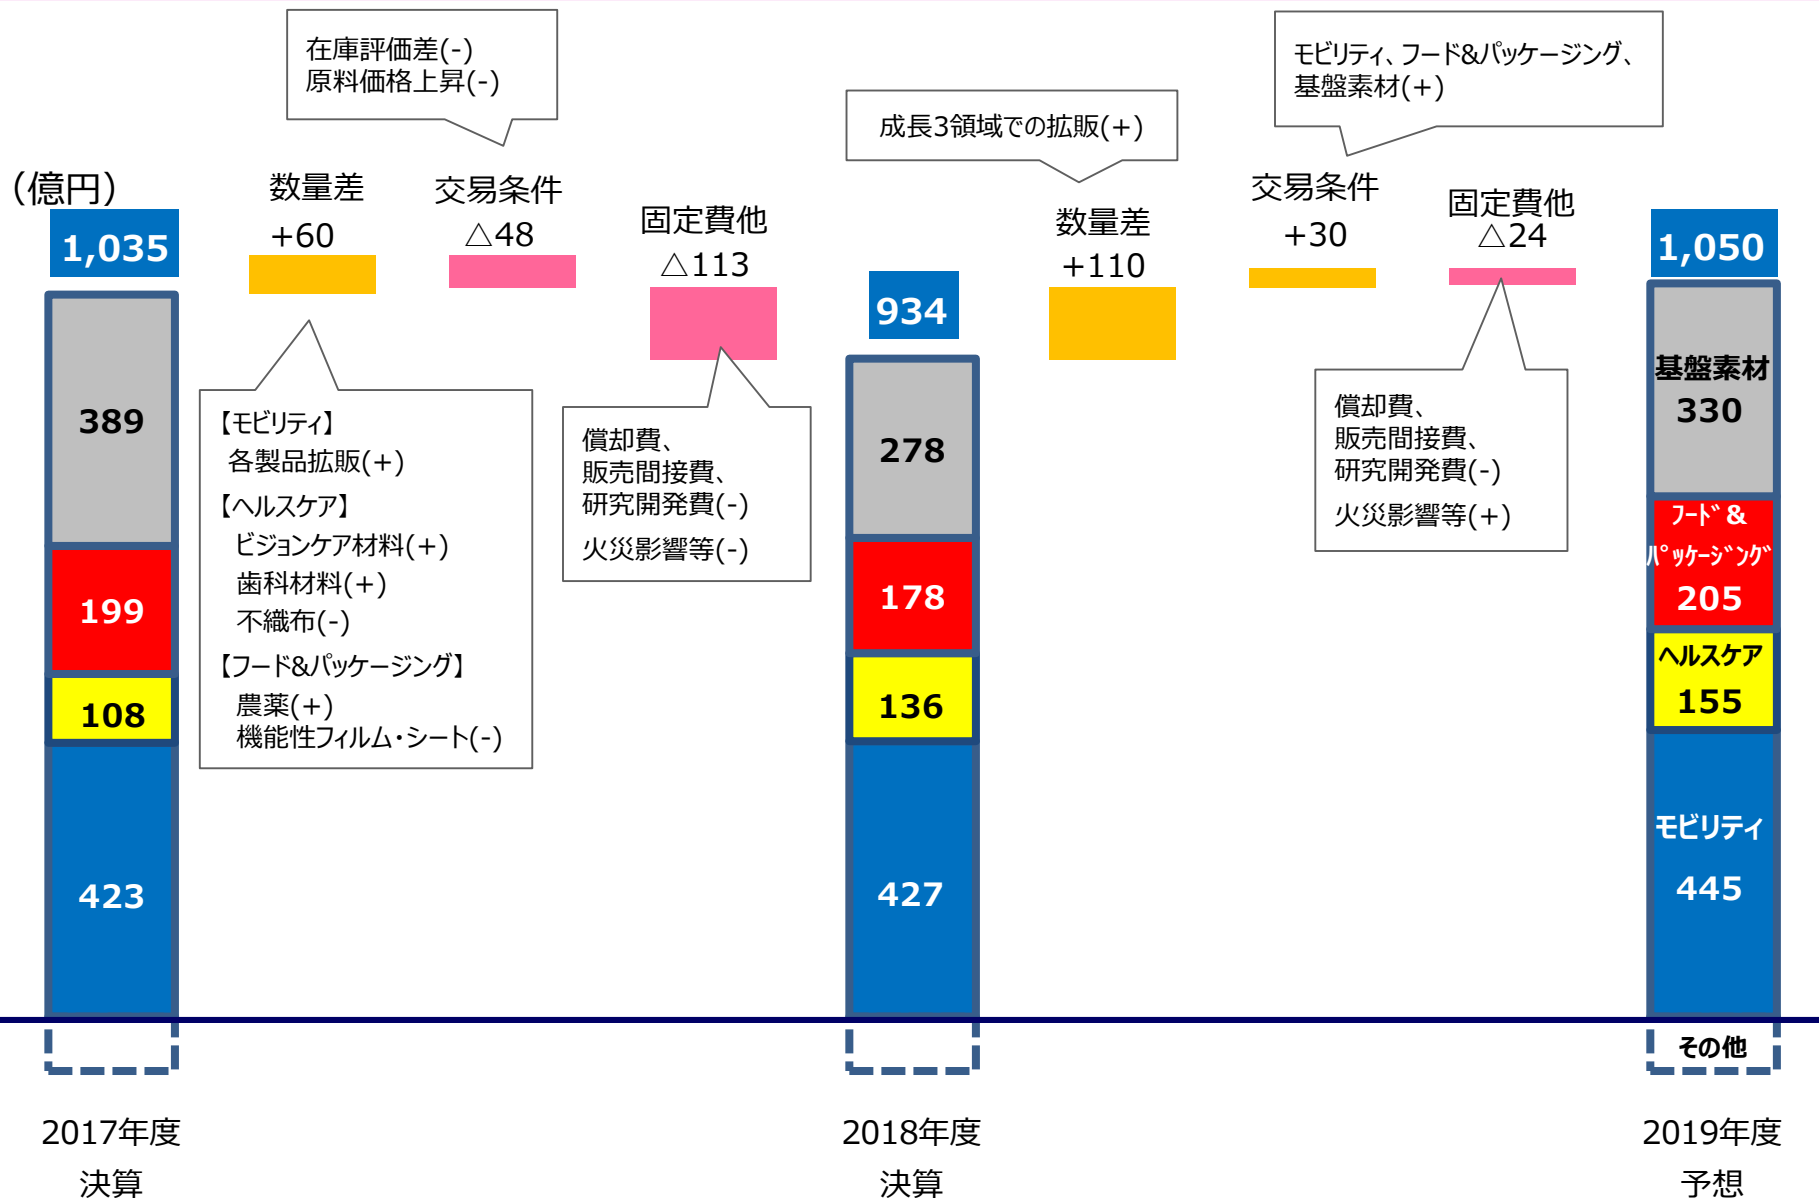 在庫評価差(-)
原料価格上昇(-)
モビリティ、フード&パッケージング、
基盤素材(+)
成長3領域での拡販(+)
(億円)
数量差
+60
交易条件
△48
固定費他
△113
数量差
+110
交易条件
+30
固定費他
△24
1,035
389
199
108
423
【モビリティ】
各製品拡販(+)
【ヘルスケア】
ビジョンケア材料(+)
歯科材料(+)
不織布(-)
【フード&パッケージング】
農薬(+)
機能性フィルム・シート(-)
償却費、
販売間接費、
研究開発費(-)
火災影響等(-)
934
278
178
136
427
償却費、
販売間接費、
研究開発費(-)
火災影響等(+)
1,050
基盤素材
330
ﾌｰﾄﾞ&
ﾊﾟｯｹｰｼﾞﾝｸﾞ
205
ヘルスケア
155
モビリティ
445
その他
2017年度
決算
2018年度
決算
2019年度
予想